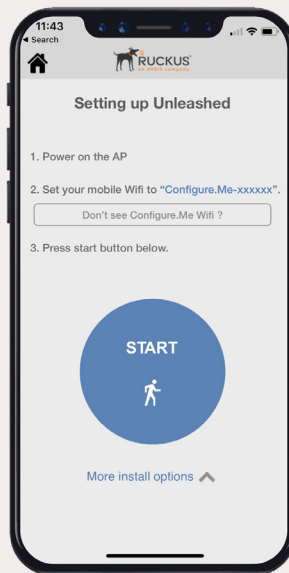 11:43
Search
RUCKUS
an ARRIS company
Setting up Unleashed
1. Power on the AP
2. Set your mobile Wifi to “Configure.Me-xxxxxx”.
Don't see Configure.Me Wifi ?
3. Press start button below.
START
More install options